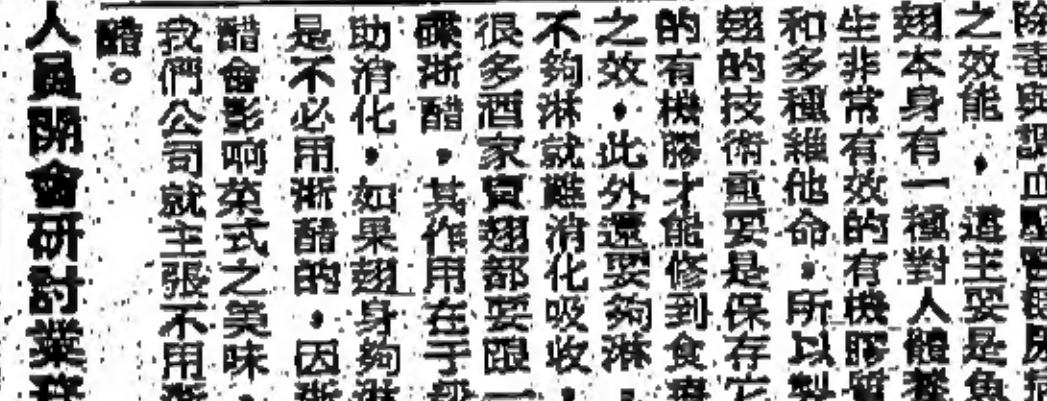 除毒與調血壓
之效能，這主要是魚
翅本身有一種對人體養
生非常有效的有機膠質
和多種維他命，所以製
翅的技術重要是保存它
的有機膠才能修到食療
之效，此外還要夠淋，
不夠淋就難消化吸收，
很多酒家賣翅都要跟一
碟浙醋，其作用在于
助消化，如果翅身夠淋
是不必用浙醋的，因浙
醋會影响菜式之美味，
我們公司就主張不用浙
醋。
人員開會研討業務